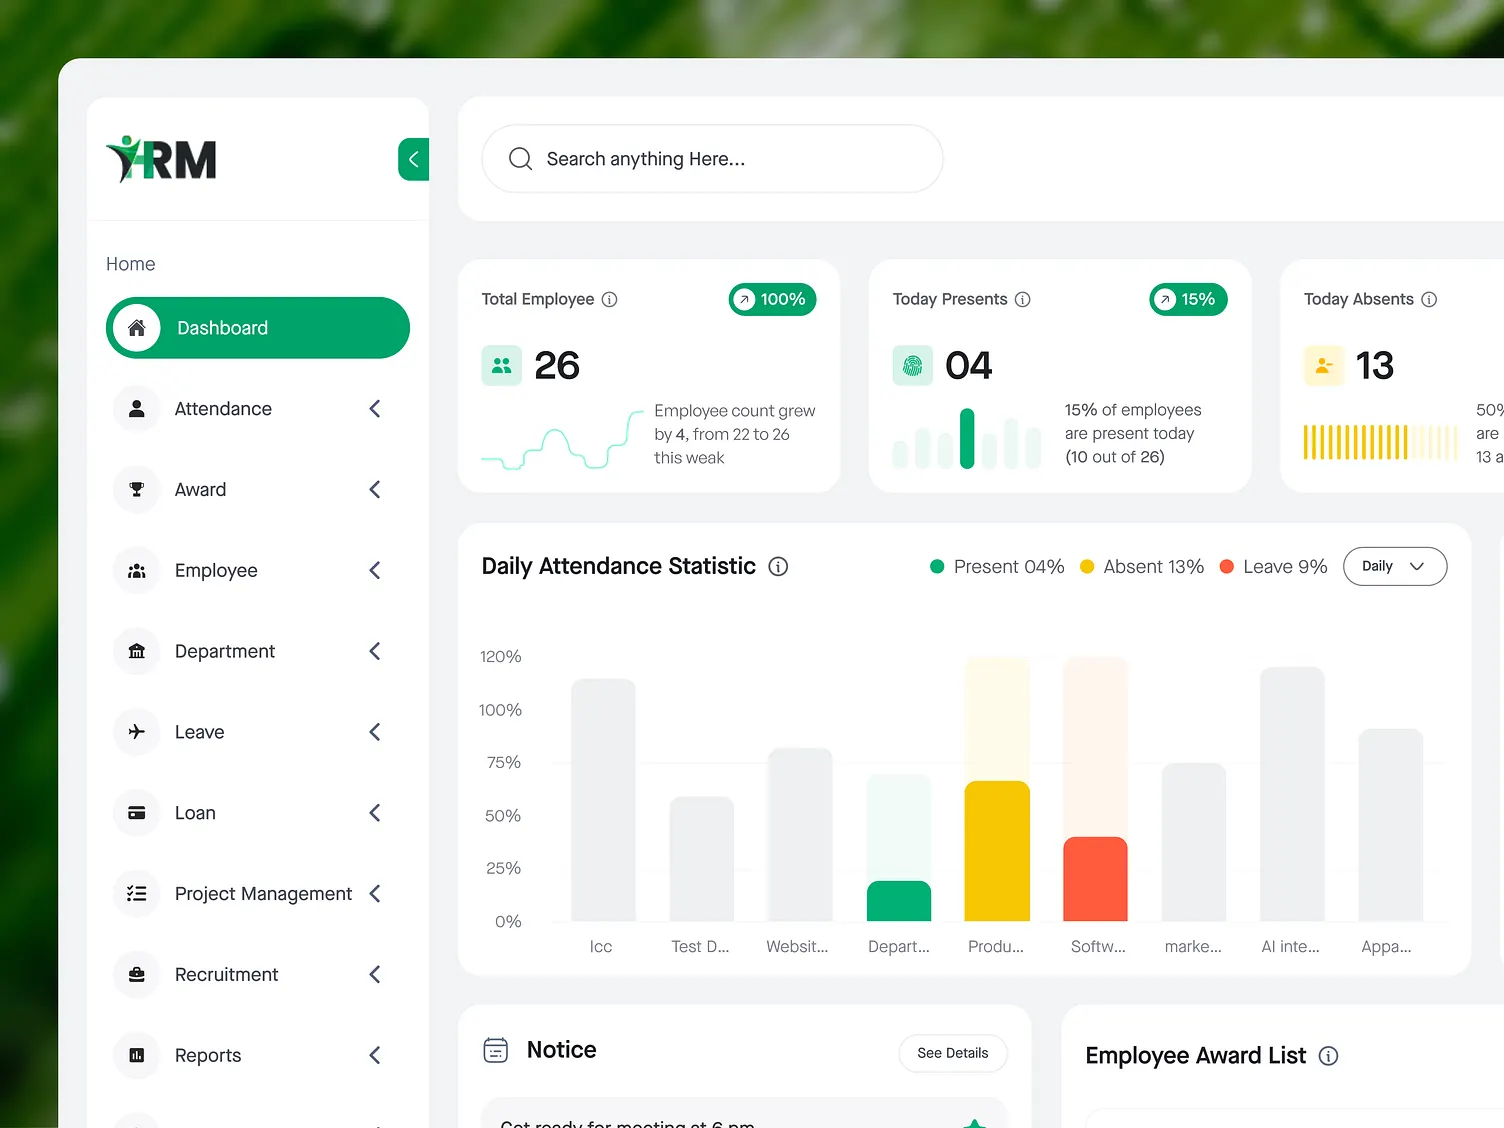 HRM
Search anything Here...
Home
Dashboard
Attendance
Award
Employee
Department
Leave
Loan
Project Management
Recruitment
Reports
Total Employee
100%
26
Employee count grew
by 4, from 22 to 26
this weak
Today Presents
15%
04
15% of employees
are present today
(10 out of 26)
Today Absents
13
50%
are
13 a
Daily Attendance Statistic
Present 04%
Absent 13%
Leave 9%
Daily
120%
100%
75%
50%
25%
0%
Icc
Test D...
Websit...
Depart...
Produ...
Softw...
marke...
AI inte...
Appa...
Notice
See Details
Get ready for meeting at 6 pm
Employee Award List